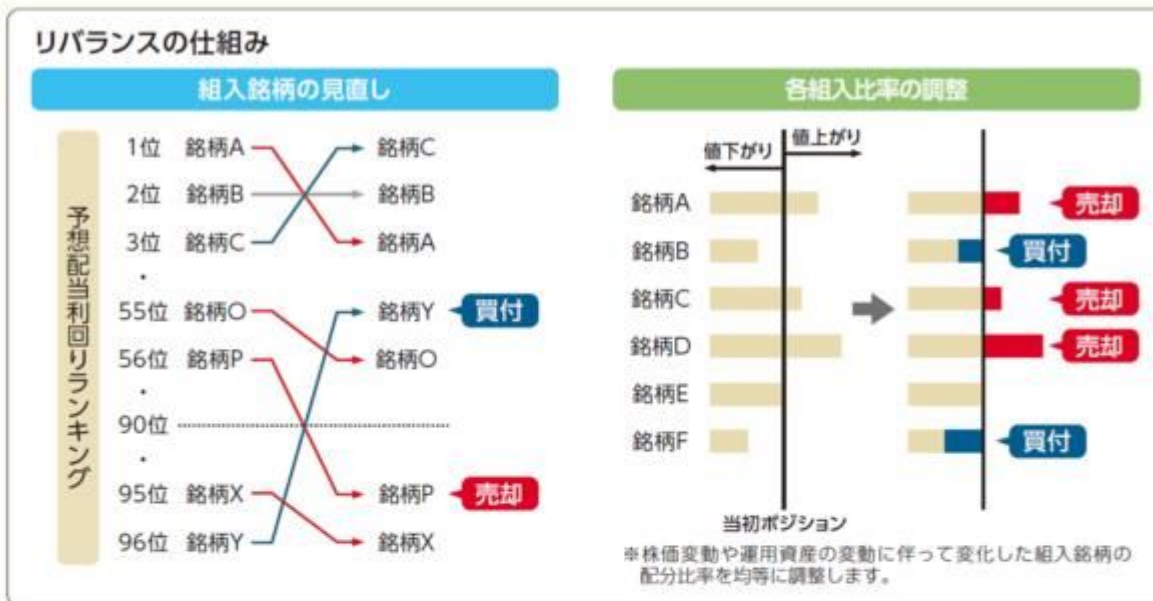 リバランスの仕組み
組入銘柄の見直し
予想配当利回りランキング
1位 銘柄A 銘柄C
2位 銘柄B 銘柄B
3位 銘柄C 銘柄A
・
55位 銘柄O 銘柄Y 買付
56位 銘柄P 銘柄O
・
90位
・
95位 銘柄X 銘柄P 売却
96位 銘柄Y 銘柄X
各組入比率の調整
値下がり 値上がり
銘柄A 売却
銘柄B 買付
銘柄C 売却
銘柄D 売却
銘柄E
銘柄F 買付
当初ポジション
※株価変動や運用資産の変動に伴って変化した組入銘柄の
配分比率を均等に調整します。